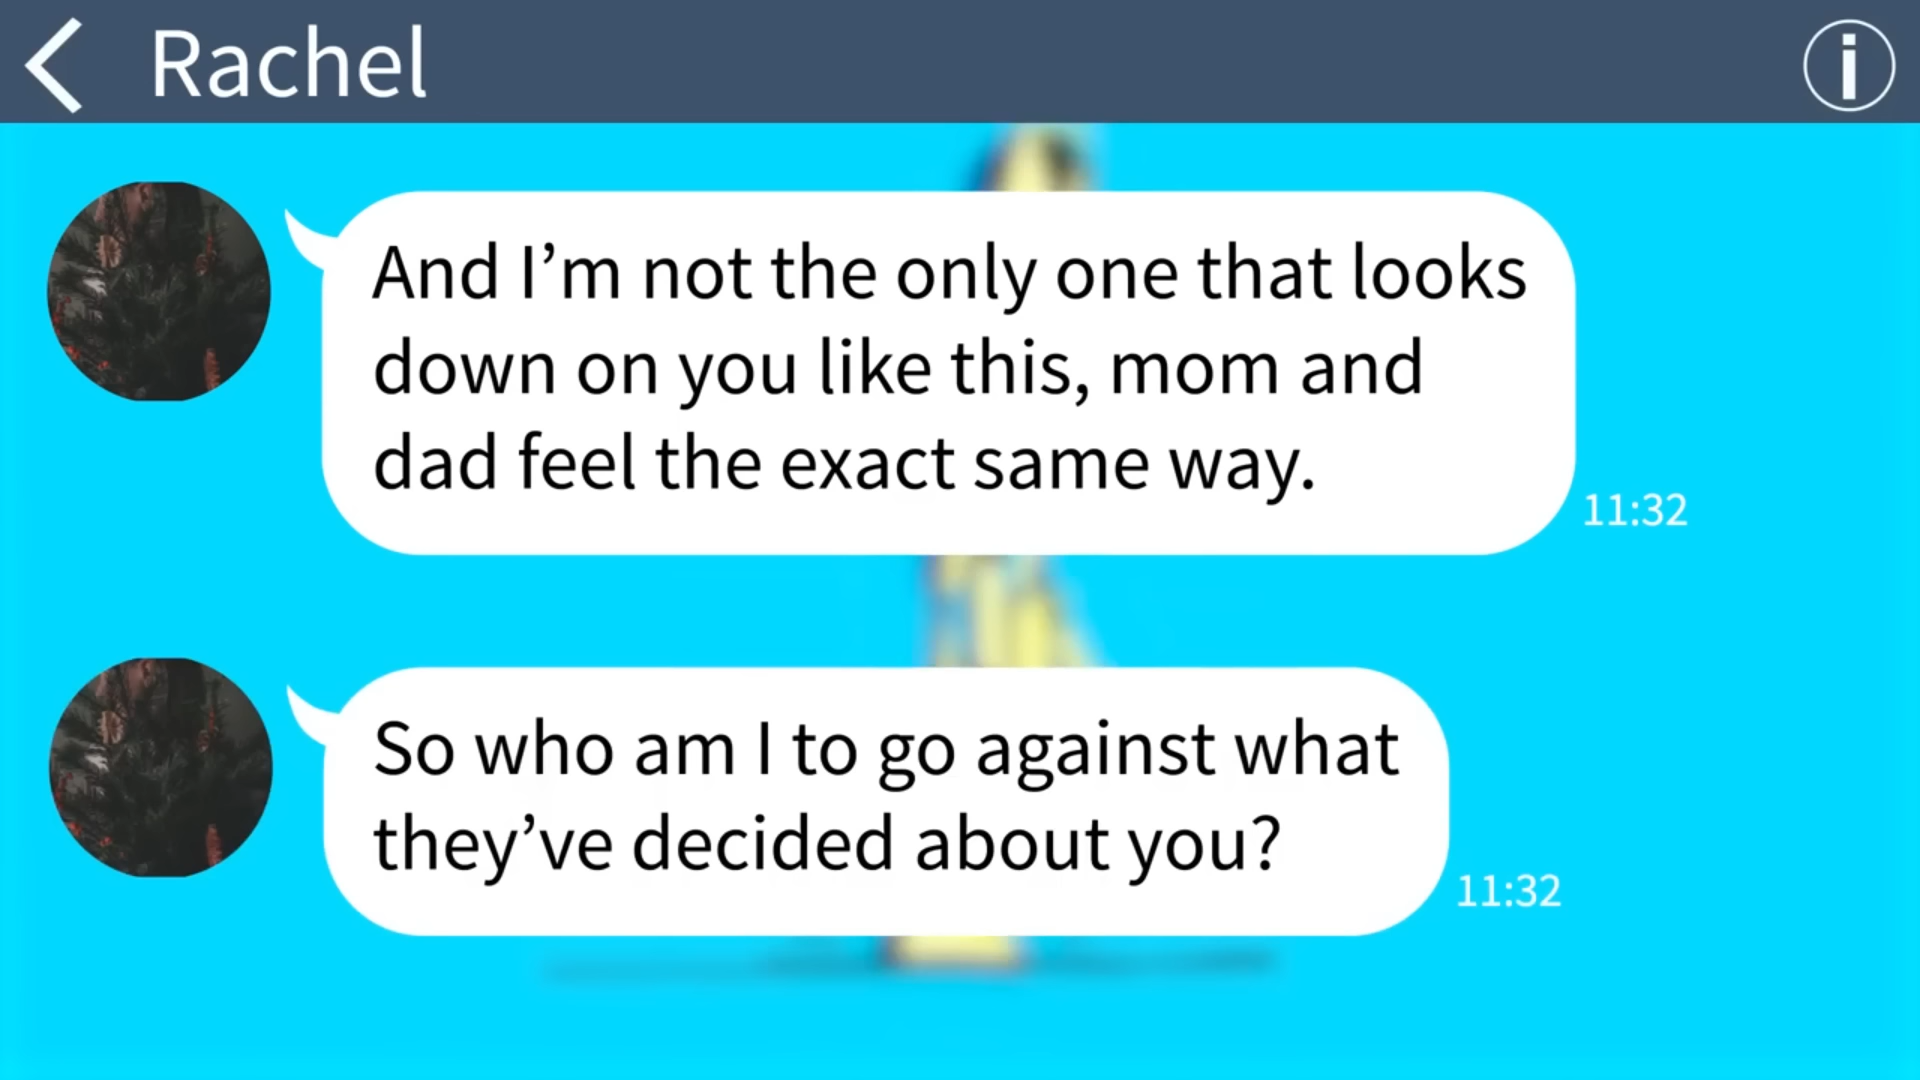 Rachel
And I’m not the only one that looks
down on you like this, mom and
dad feel the exact same way.
11:32
So who am I to go against what
they’ve decided about you?
11:32